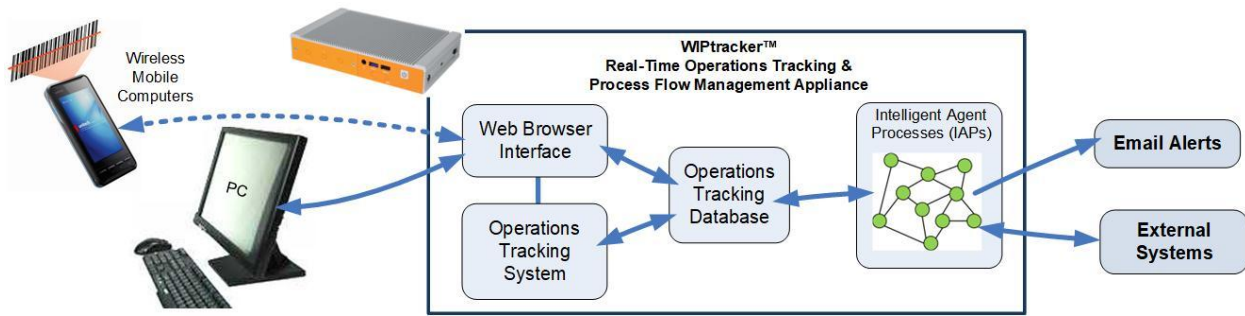 WIPtracker™
Real-Time Operations Tracking &
Process Flow Management Appliance
Wireless
Mobile
Computers
PC
Web Browser
Interface
Operations
Tracking
System
Operations
Tracking
Database
Intelligent Agent
Processes (IAPs)
Email Alerts
External
Systems